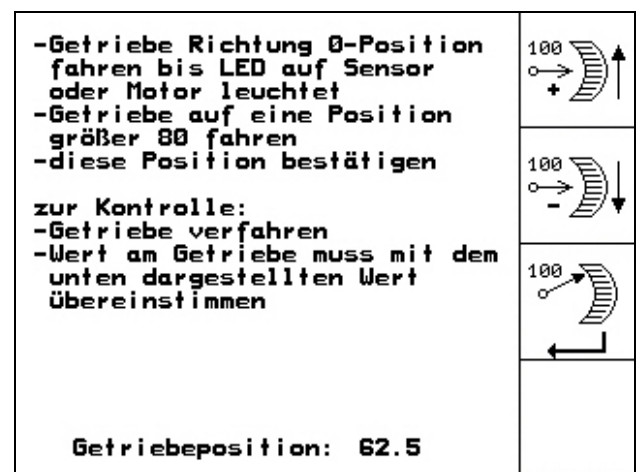 -Getriebe Richtung 0-Position
fahren bis LED auf Sensor
oder Motor leuchtet
-Getriebe auf eine Position
größer 80 fahren
-diese Position bestätigen
zur Kontrolle:
-Getriebe verfahren
-Wert am Getriebe muss mit dem
unten dargestellten Wert
übereinstimmen
Getriebeposition: 62.5
100
+
100
-
100